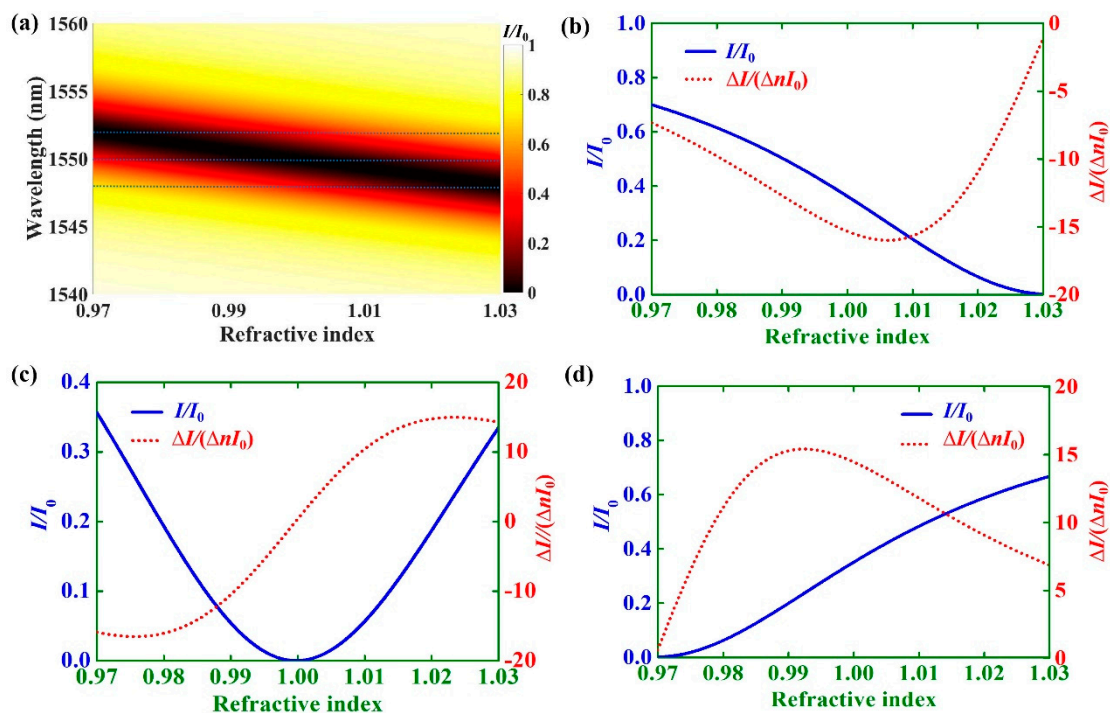 (a)
1560
1555
1550
1545
1540
Wavelength (nm)
0.97
0.99
1.01
1.03
Refractive index
I/I0
1
0.8
0.6
0.4
0.2
0
(b)
1.0
0.8
0.6
0.4
0.2
0.0
I/I0
I/I0
ΔI/(ΔnI0)
0
-5
-10
-15
-20
ΔI/(ΔnI0)
0.97 0.98 0.99 1.00 1.01 1.02 1.03
Refractive index
(c)
0.4
0.3
0.2
0.1
0.0
I/I0
I/I0
ΔI/(ΔnI0)
20
10
0
-10
-20
ΔI//(ΔnI0)
0.97 0.98 0.99 1.00 1.01 1.02 1.03
Refractive index
(d)
1.0
0.8
0.6
0.4
0.2
0.0
I/I0
I/I0
ΔI/(ΔnI0)
20
15
10
5
0
ΔI/(ΔnI0)
0.97 0.98 0.99 1.00 1.01 1.02 1.03
Refractive index